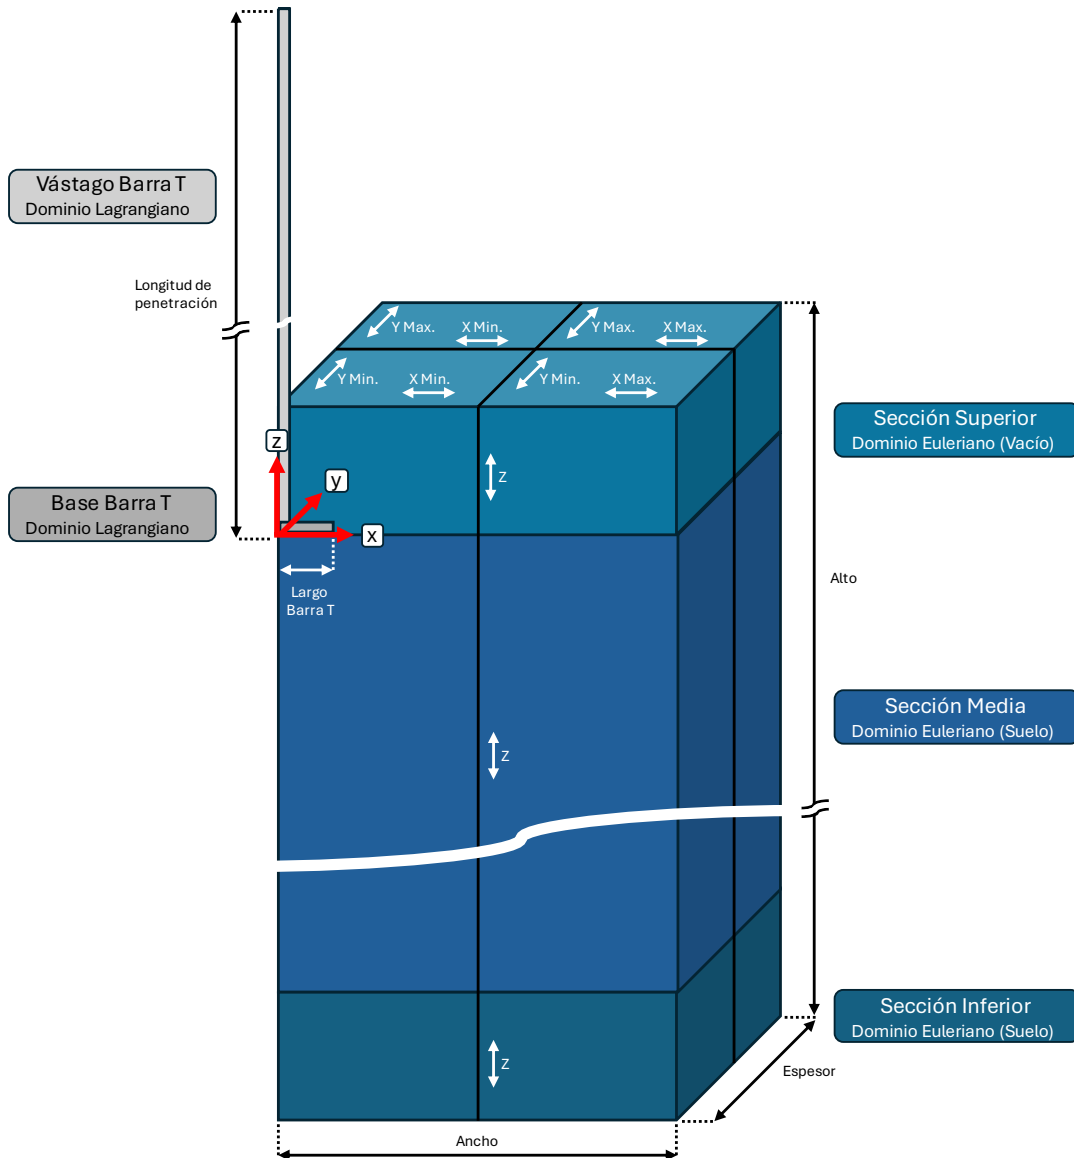 Vástago Barra T
Dominio Lagrangiano
Longitud de
penetración
Y Max.
X Min.
Y Max.
X Max.
Y Min.
X Min.
Y Min.
X Max.
Sección Superior
Dominio Euleriano (Vacío)
z
Z
y
Base Barra T
Dominio Lagrangiano
x
Largo
Barra T
Alto
Sección Media
Dominio Euleriano (Suelo)
Z
Sección Inferior
Dominio Euleriano (Suelo)
Z
Espesor
Ancho